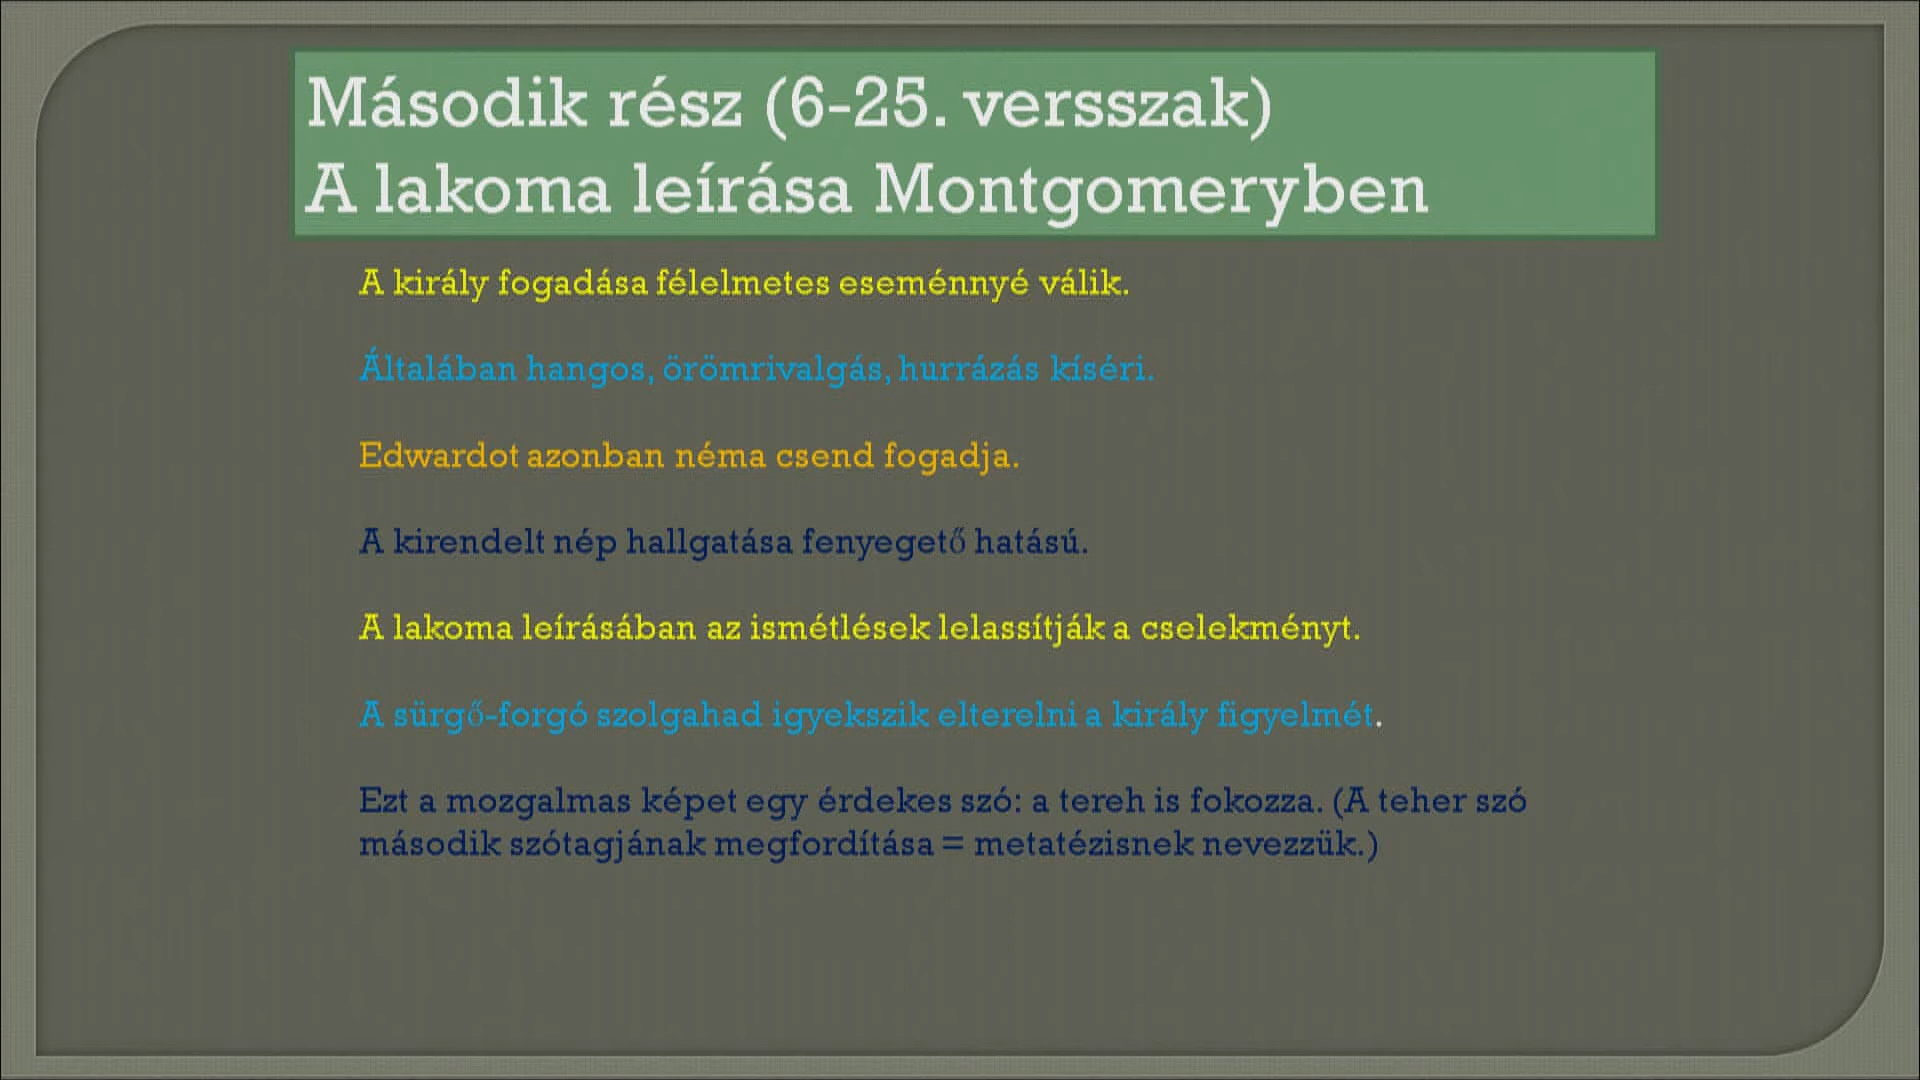 Második rész (6-25. versszak)
A lakoma leírása Montgomeryben
A király fogadása félelmetes eseménnyé válik.
Általában hangos, örömrivalgás, hurrázás kíséri.
Edwardot azonban néma csend fogadja.
A kirendelt nép hallgatása fenyegető hatású.
A lakoma leírásában az ismétlések lelassítják a cselekményt.
A sürgő-forgó szolgahad igyekszik elterelni a király figyelmét.
Ezt a mozgalmas képet egy érdekes szó: a tereh is fokozza. (A teher szó
második szótagjának megfordítása = metatézisnek nevezzük.)